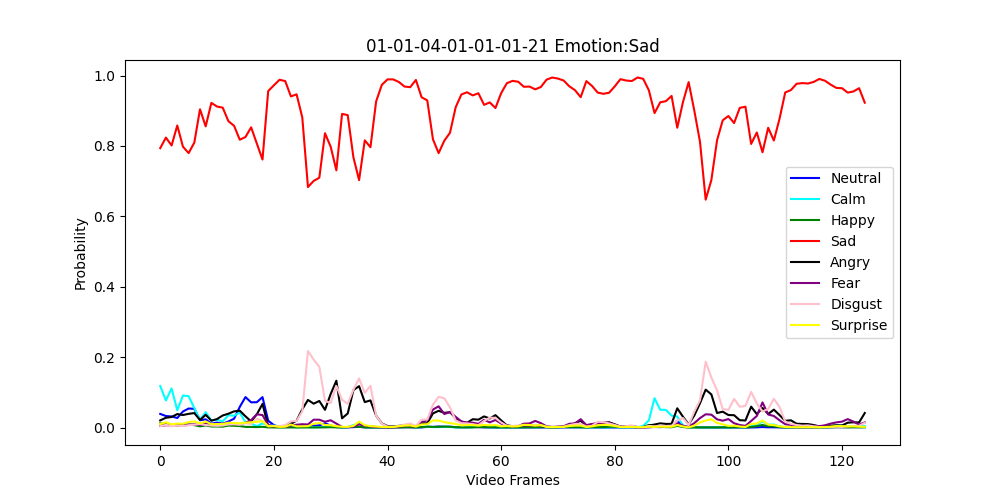 01-01-04-01-01-01-21 Emotion:Sad
1.0
0.8
0.6
0.4
0.2
0.0
Probability
0 20 40 60 80 100 120
Video Frames
Neutral
Calm
Happy
Sad
Angry
Fear
Disgust
Surprise